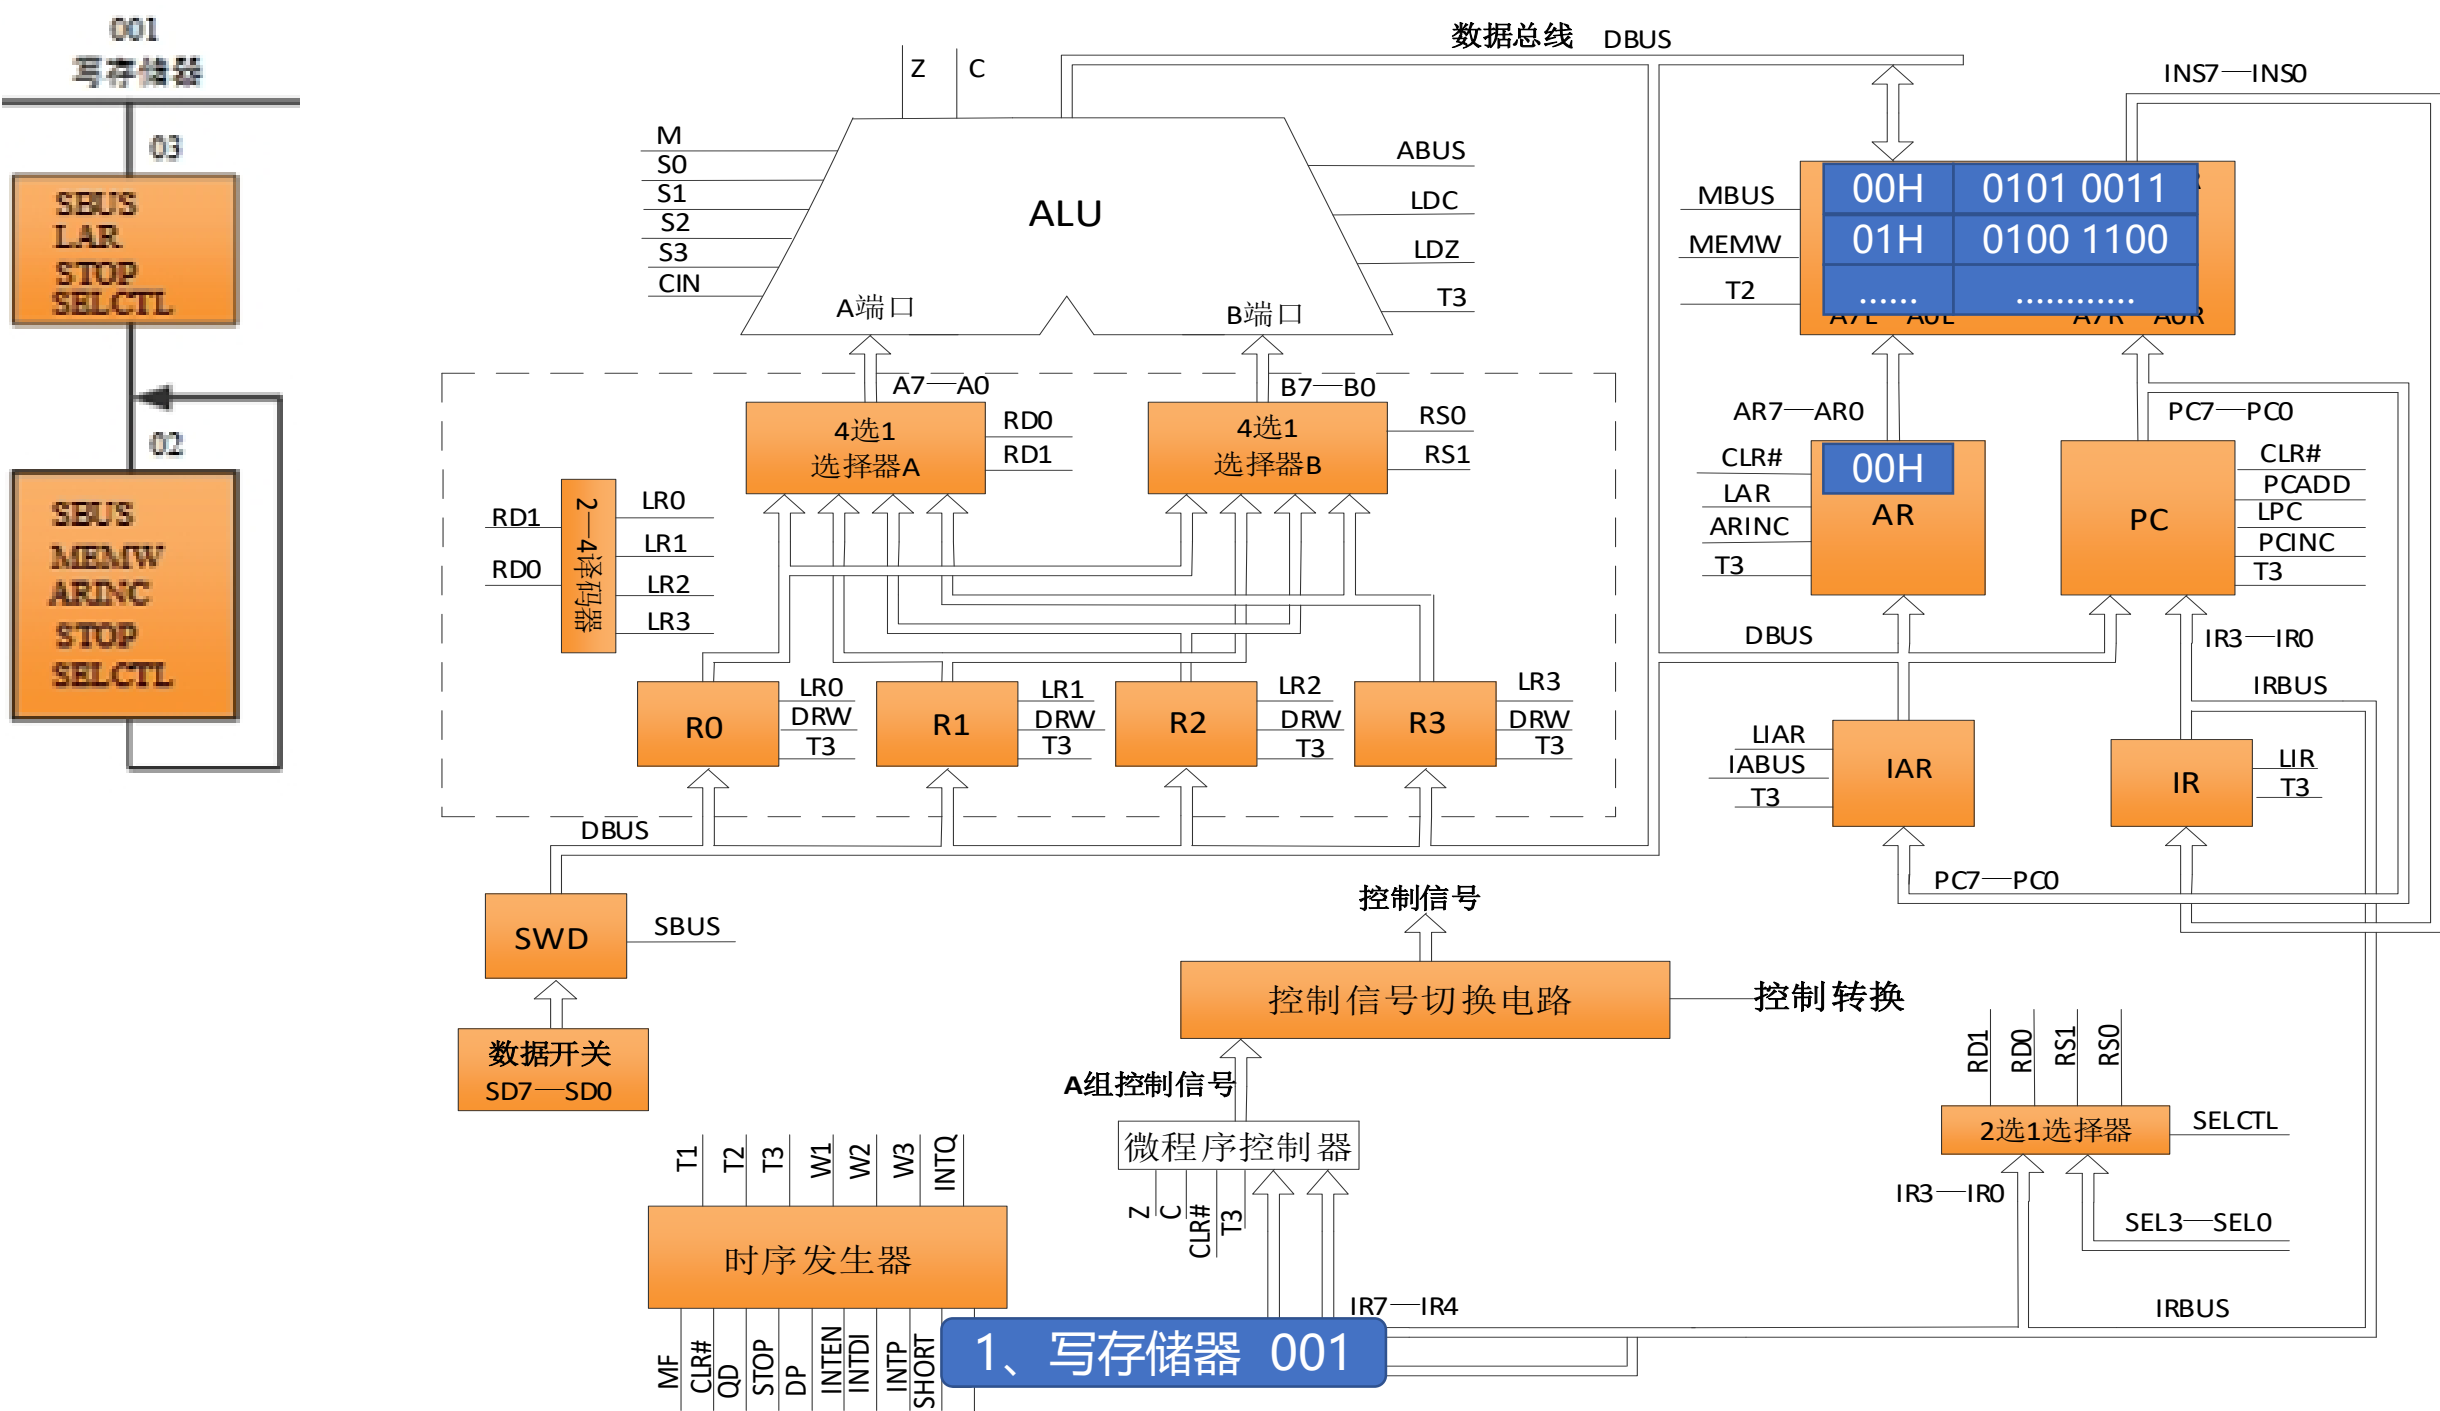 001
写存储器
03
SBUS
LAR
STOP
SELCTL
02
SBUS
MEMW
ARINC
STOP
SELCTL
数据总线 DBUS
Z
C
M
S0
S1
S2
S3
CIN
ALU
A端口
B端口
ABUS
LDC
LDZ
T3
INS7—INS0
MBUS
MEMW
T2
00H 0101 0011
01H 0100 1100
...... ............
A7L A0L A7R A0R
A7—A0
B7—B0
4选1
选择器A
RD0
RD1
4选1
选择器B
RS0
RS1
AR7—AR0
PC7—PC0
CLR#
LAR
ARINC
T3
00H
AR
PC
CLR#
PCADD
LPC
PCINC
T3
RD1
RD0
2—4译码器
LR0
LR1
LR2
LR3
DBUS
IR3—IR0
IRBUS
R0
LR0
DRW
T3
R1
LR1
DRW
T3
R2
LR2
DRW
T3
R3
LR3
DRW
T3
LIAR
IABUS
T3
IAR
IR
LIR
T3
DBUS
PC7—PC0
SWD
SBUS
数据开关
SD7—SD0
控制信号
控制信号切换电路
控制转换
A组控制信号
微程序控制器
Z
C
CLR#
T3
RD1
RD0
RS1
RS0
2选1选择器
SELCTL
IR3—IR0
SEL3—SEL0
T1
T2
T3
W1
W2
W3
INTQ
时序发生器
MF
CLR#
QD
STOP
DP
INTEN
INTDI
INTP
SHORT
IR7—IR4
IRBUS
1、写存储器 001